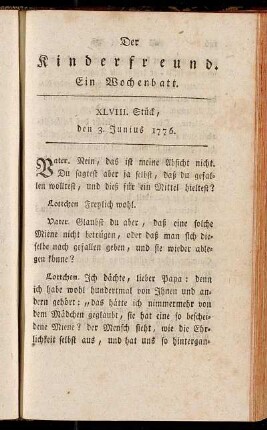 Der
Kinderfreund.
Ein Wochenbatt.
XLVIII. Stück,
den 3. Junius 1776.
Vater. Nein, das ist meine Absicht nicht.
Du sagtest aber ja selbst, daß du gefal-
len wolltest, und dieß für ein Mittel hieltest?
Lottchen Freylich wohl.
Vater. Glaubst du aber, daß eine solche
Miene nicht betrügen, oder daß man sich die-
selbe nach gefallen geben, und sie wieder able-
gen könne?
Lottchen. Ich dächte, lieber Papa: denn
ich habe wohl hundertmal von Ihnen und an-
dern gehört: „das hätte ich nimmermehr von
dem Mädchen geglaubt, sie hat eine so beschei-
dene Miene? der Mensch sieht, wie die Ehr-
lichkeit selbst aus, und hat uns so hintergan-